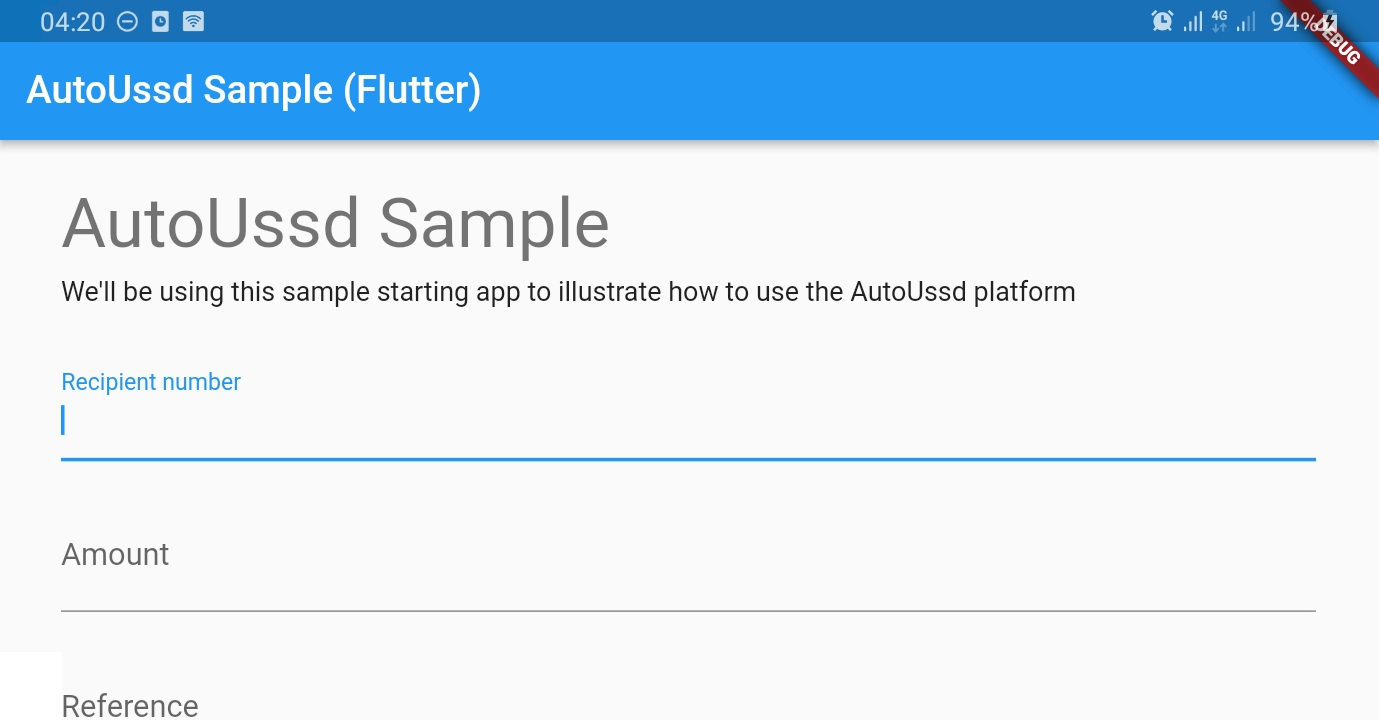 04:20
4G
94%
DEBUG
AutoUssd Sample (Flutter)
AutoUssd Sample
We'll be using this sample starting app to illustrate how to use the AutoUssd platform
Recipient number
Amount
Reference